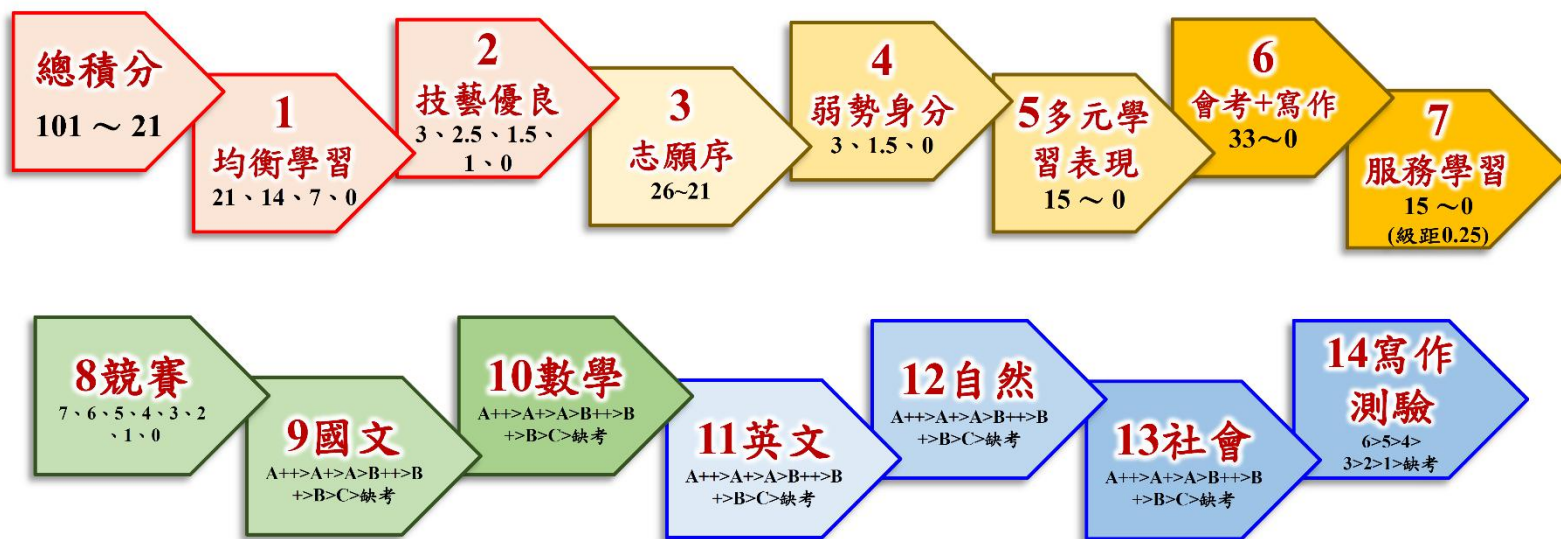 總積分
101 ~ 21
1
均衡學習
21、14、7、0
2
技藝優良
3、2.5、1.5、
1、0
3
志願序
26~21
4
弱勢身分
3、1.5、0
5多元學
習表現
15 ~ 0
6
會考+寫作
33~0
7
服務學習
15 ~0
(級距0.25)
8競賽
7、6、5、4、3、2
、1、0
9國文
A++>A+>A>B++>B
+>B>C>缺考
10數學
A++>A+>A>B++>B
+>B>C>缺考
11英文
A++>A+>A>B++>B
+>B>C>缺考
12自然
A++>A+>A>B++>B
+>B>C>缺考
13社會
A++>A+>A>B++>B
+>B>C>缺考
14寫作
測驗
6>5>4>
3>2>1>缺考